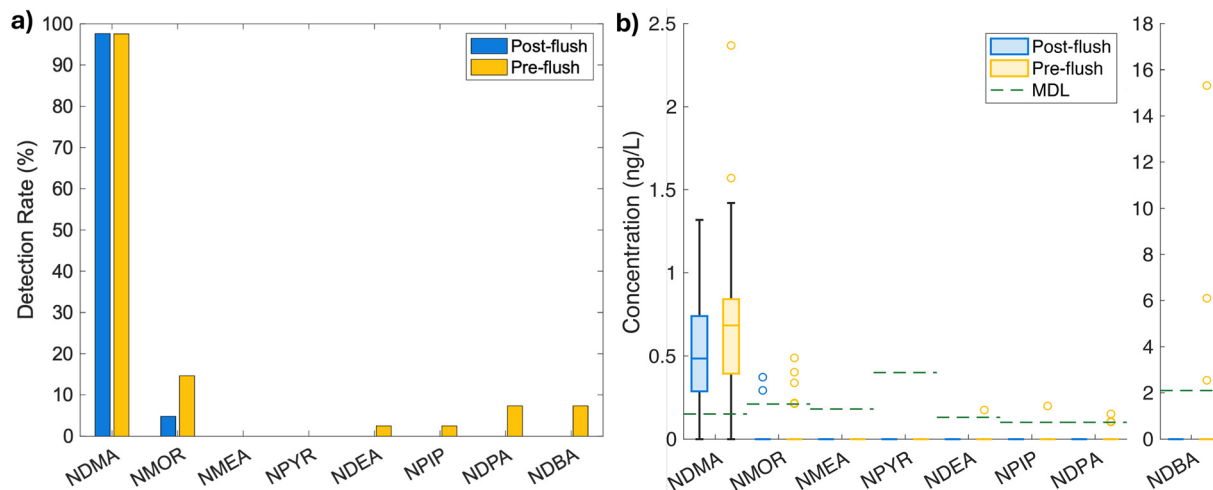 a)
Detection Rate (%)
100
90
80
70
60
50
40
30
20
10
0
Post-flush
Pre-flush
NDMA
NMOR
NMEA
NPYR
NDEA
NPIP
NDPA
NDBA
b)
Concentration (ng/L)
2.5
2
1.5
1
0.5
0
Post-flush
Pre-flush
MDL
NDMA
NMOR
NMEA
NPYR
NDEA
NPIP
NDPA
18
16
14
12
10
8
6
4
2
0
NDBA